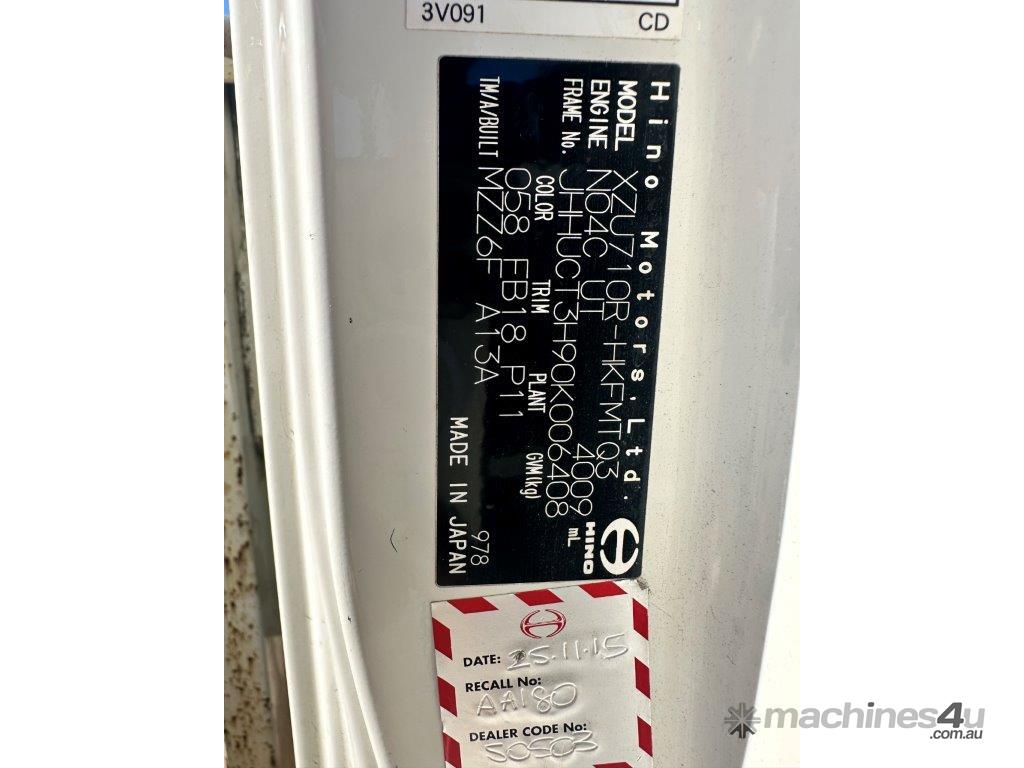 3V091 CD
Hino Motors, Ltd.
MODEL XZU710R-HKFMTQ3
ENGINE N04C UT 4009 mL
FRAME No. JHHUCT3H90K006408
COLOR TRIM PLANT GVM(kg)
058 FB18 P11
TM/A/BUILT MZZ6F A13A
978
MADE IN JAPAN
HINO
DATE: 25.11.15
RECALL No:
AA180
DEALER CODE No:
50503
machines4u
.com.au